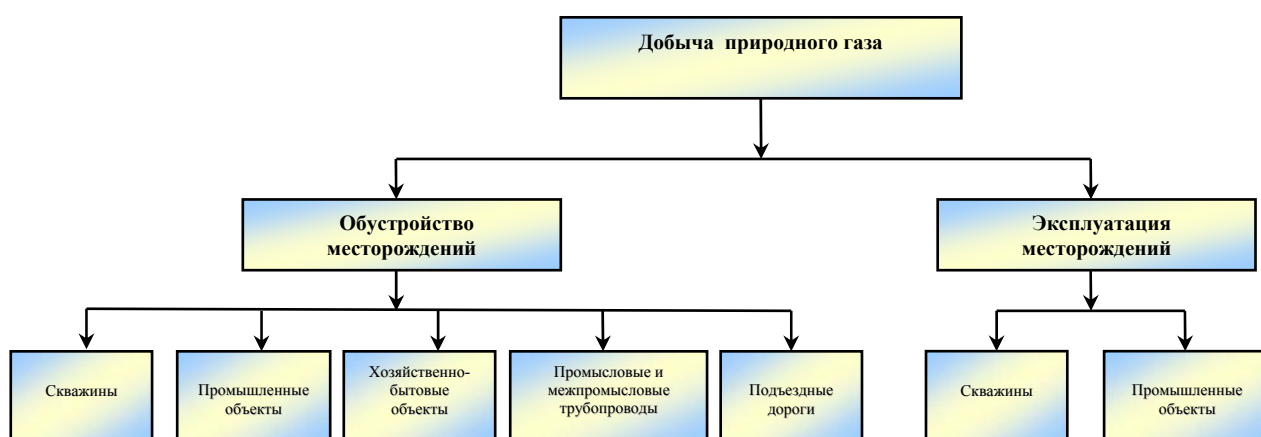 Добыча природного газа
Обустройство
месторождений
Эксплуатация
месторождений
Скважины
Промышленные
объекты
Хозяйственно-
бытовые
объекты
Промысловые и
межпромысловые
трубопроводы
Подъездные
дороги
Скважины
Промышленные
объекты